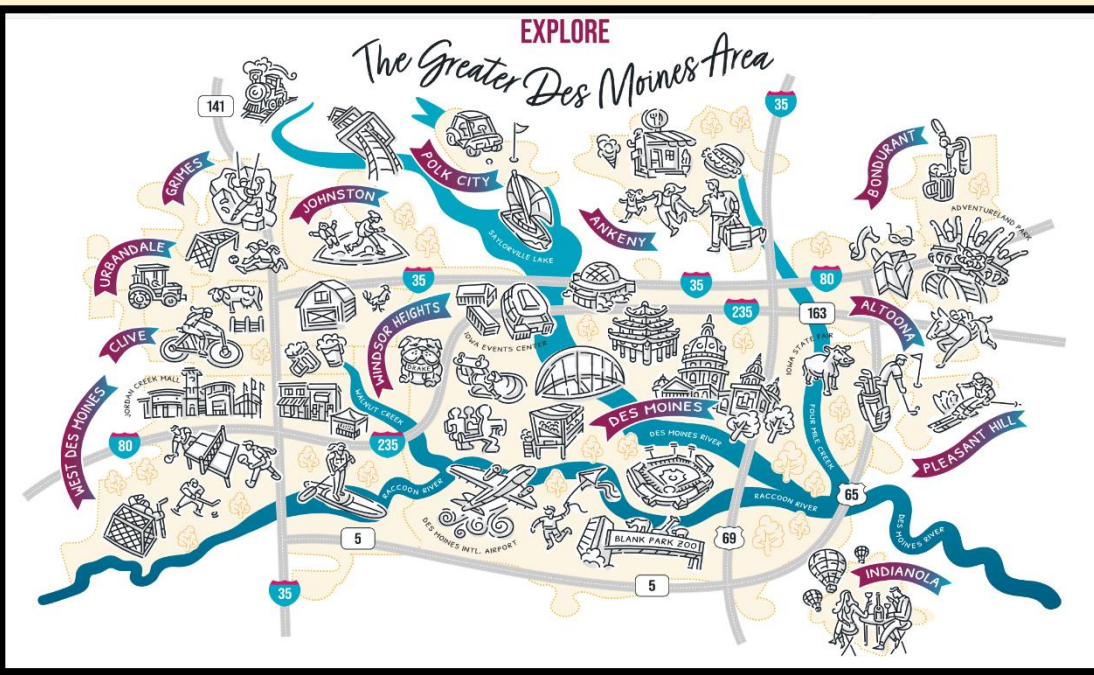 EXPLORE
The Greater Des Moines Area
141
35
GRIMES
POLK CITY
BONDURANT
JOHNSTON
ADVENTURELAND PARK
ANKENY
SAYLORVILLE LAKE
URBANDALE
35
35
80
235
163
ALTOONA
CLIVE
WINDSOR HEIGHTS
IOWA EVENTS CENTER
IOWA STATE FAIR
DRAKE
JORDAN CREEK MALL
WALNUT CREEK
WEST DES MOINES
DES MOINES
FOUR MILE CREEK
PLEASANT HILL
80
235
DES MOINES RIVER
RACCOON RIVER
RACCOON RIVER
65
DES MOINES RIVER
DES MOINES INTL. AIRPORT
5
BLANK PARK ZOO
69
INDIANOLA
5
35